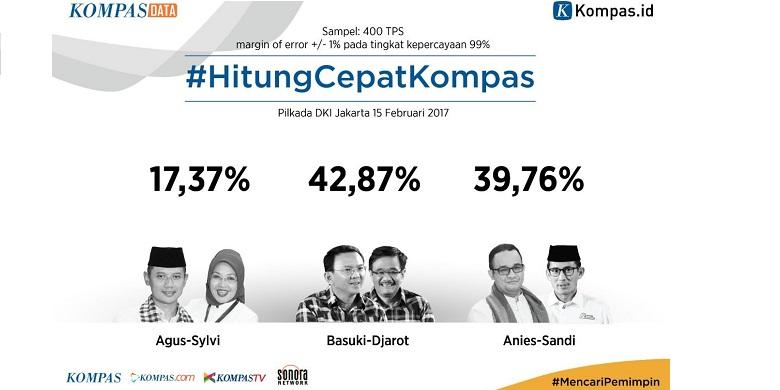 KOMPAS DATA
K Kompas.id
Sampel: 400 TPS
margin of error +/- 1% pada tingkat kepercayaan 99%
#HitungCepatKompas
Pilkada DKI Jakarta 15 Februari 2017
17,37% 42,87% 39,76%
Agus-Sylvi Basuki-Djarot Anies-Sandi
KOMPAS KOMPAS.com KOMPASTV sonora NETWORK
#MencariPemimpin